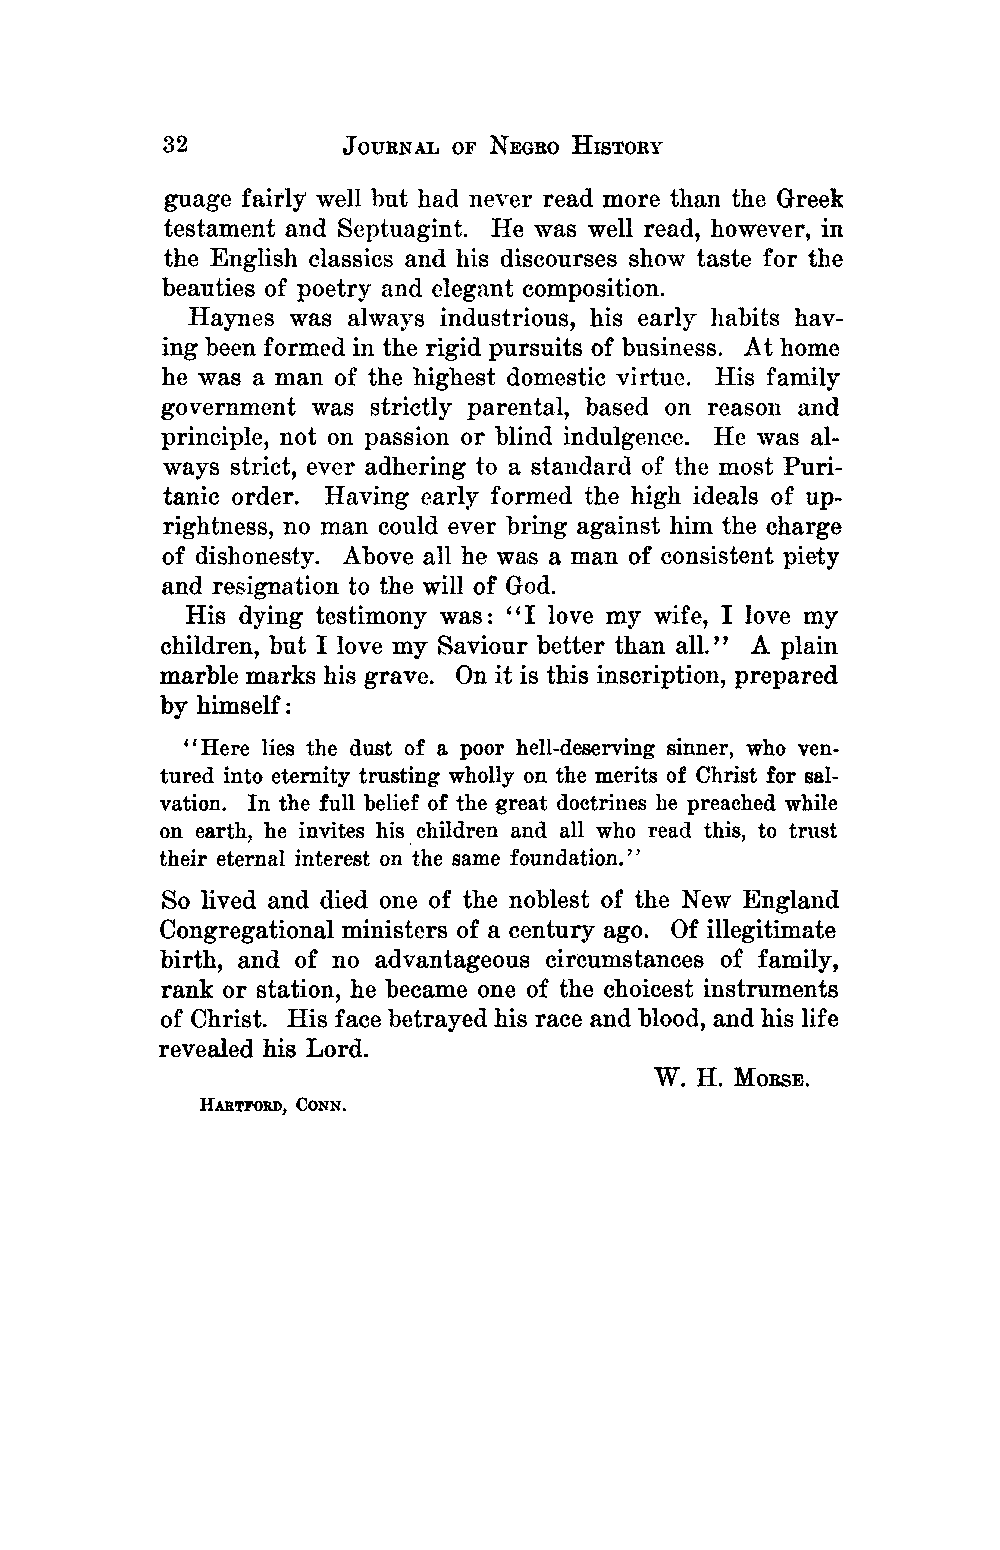 32 JOURNAL OF NEGRO HISTORY
guage fairly well but had never read more than the Greek
testament and Septuagint. He was well read, however, in
the English classics and his discourses show taste for the
beauties of poetry and elegant composition.
Haynes was always industrious, his early habits hav-
ing been formed in the rigid pursuits of business. At home
he was a man of the highest domestic virtue. His family
government was strictly parental, based on reason and
principle, not on passion or blind indulgence. He was al-
ways strict, ever adhering to a standard of the most Puri-
tanic order. Having early formed the high ideals of up-
rightness, no man could ever bring against him the charge
of dishonesty. Above all he was a man of consistent piety
and resignation to the will of God.
His dying testimony was: "I love my wife, I love my
children, but I love my Saviour better than all." A plain
marble marks his grave. On it is this inscription, prepared
by himself:
"Here lies the dust of a poor hell-deserving sinner, who ven-
tured into eternity trusting wholly on the merits of Christ for sal-
vation. In the full belief of the great doctrines he preached while
on earth, he invites his children and all who read this, to trust
their eternal interest on the same foundation."
So lived and died one of the noblest of the New England
Congregational ministers of a century ago. Of illegitimate
birth, and of no advantageous circumstances of family,
rank or station, he became one of the choicest instruments
of Christ. His face betrayed his race and blood, and his life
revealed his Lord.
W. H. MORSE.
HARTFORD, CONN.